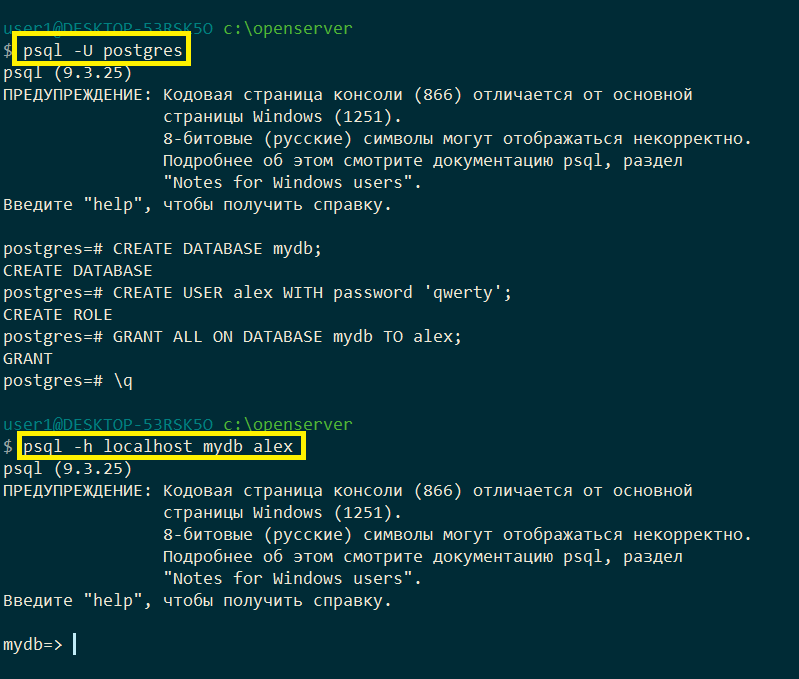 user1@DESKTOP-53RSK5O c:\openserver
$ psql -U postgres
psql (9.3.25)
ПРЕДУПРЕЖДЕНИЕ: Кодовая страница консоли (866) отличается от основной
страницы Windows (1251).
8-битовые (русские) символы могут отображаться некорректно.
Подробнее об этом смотрите документацию psql, раздел
"Notes for Windows users".
Введите "help", чтобы получить справку.
postgres=# CREATE DATABASE mydb;
CREATE DATABASE
postgres=# CREATE USER alex WITH password 'qwerty';
CREATE ROLE
postgres=# GRANT ALL ON DATABASE mydb TO alex;
GRANT
postgres=# \q
user1@DESKTOP-53RSK5O c:\openserver
$ psql -h localhost mydb alex
psql (9.3.25)
ПРЕДУПРЕЖДЕНИЕ: Кодовая страница консоли (866) отличается от основной
страницы Windows (1251).
8-битовые (русские) символы могут отображаться некорректно.
Подробнее об этом смотрите документацию psql, раздел
"Notes for Windows users".
Введите "help", чтобы получить справку.
mydb=>